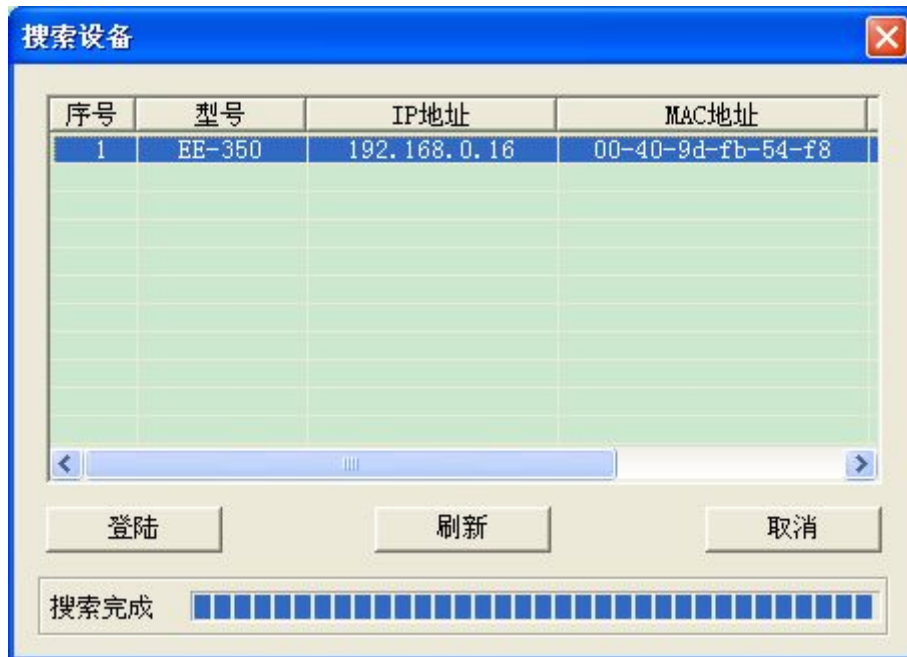 搜索设备
序号 型号 IP地址 MAC地址
1 EE-350 192.168.0.16 00-40-9d-fb-54-f8
登陆 刷新 取消
搜索完成